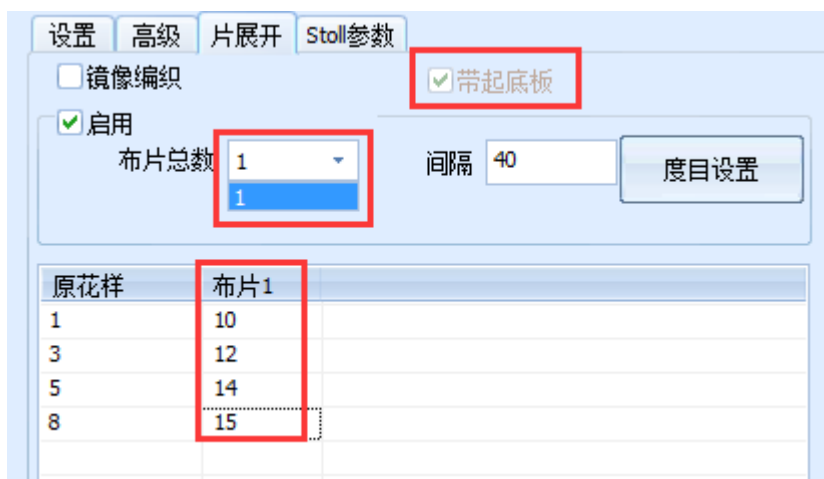 设置 高级 片展开 Stoll参数
镜像编织 带起底板
启用
布片总数 1 间隔 40 度目设置
1
原花样 布片1
1 10
3 12
5 14
8 15